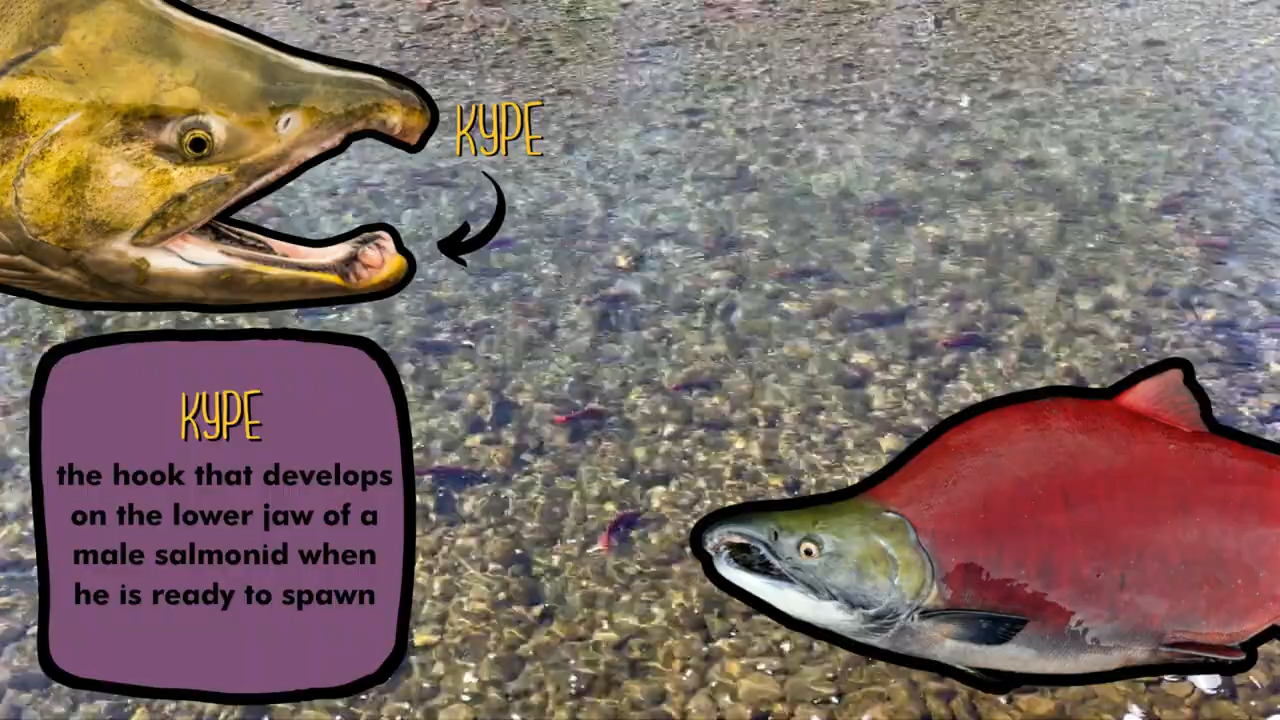 KYPE
KYPE
the hook that develops
on the lower jaw of a
male salmonid when
he is ready to spawn